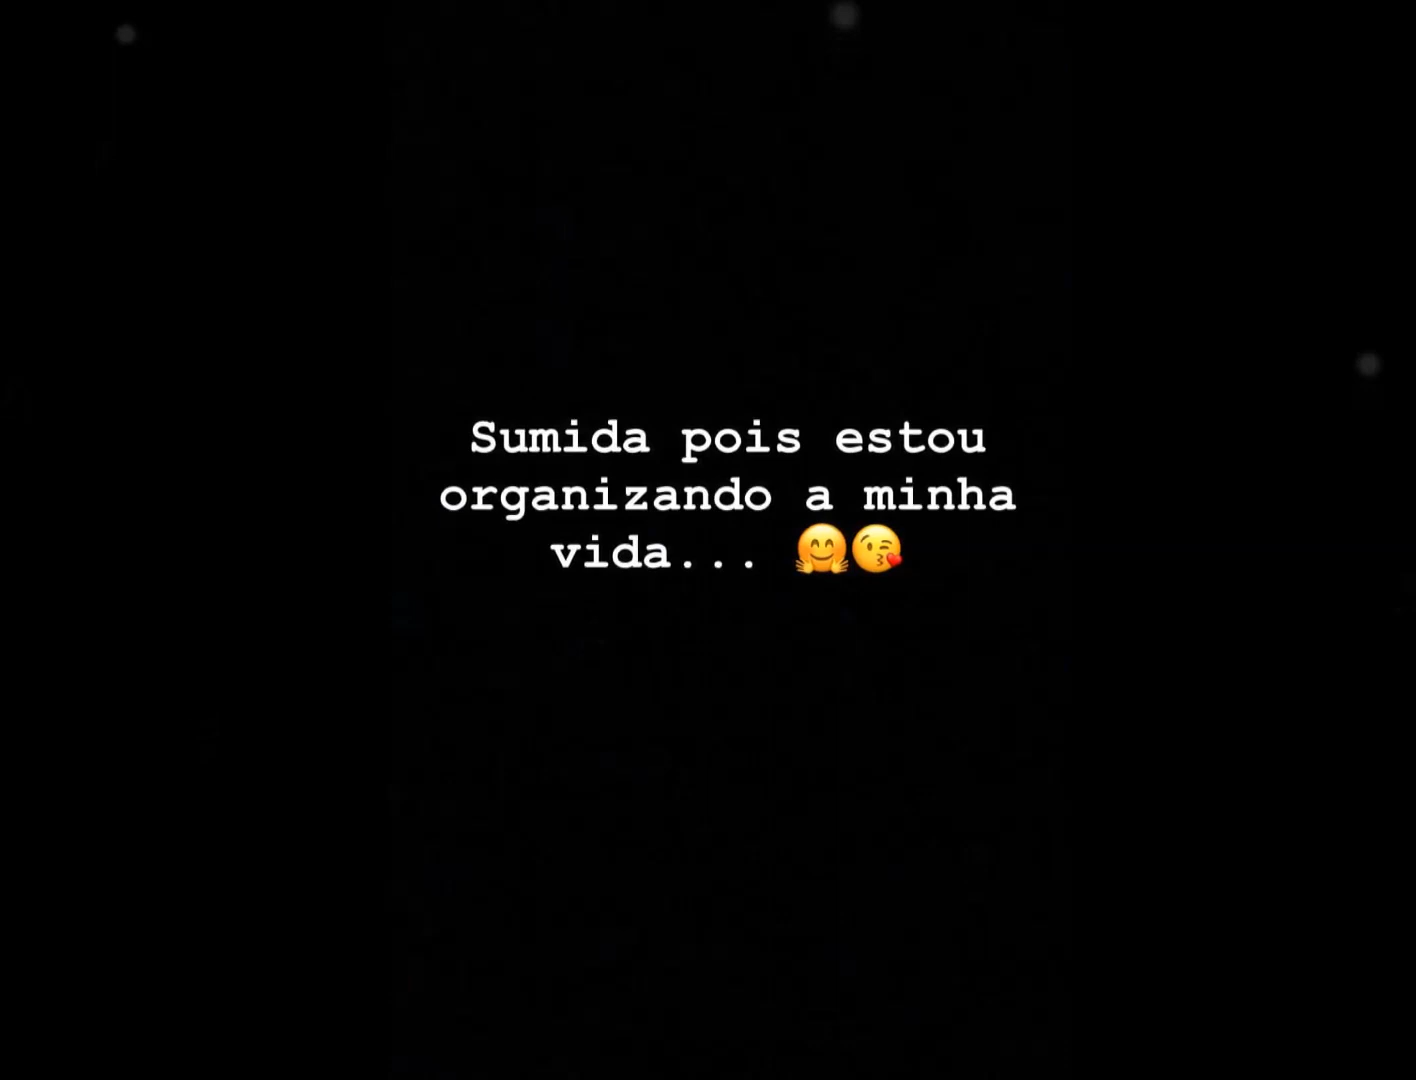 Sumida pois estou
organizando a minha
vida... 🤗😘